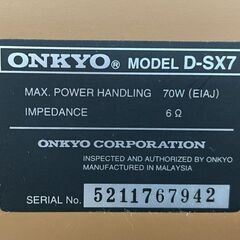 ONKYO® MODEL D-SX7
MAX. POWER HANDLING 70W (EIAJ)
IMPEDANCE 6 Ω
ONKYO CORPORATION
INSPECTED AND AUTHORIZED BY ONKYO
MANUFACTURED IN MALAYSIA
SERIAL No. 5211767942